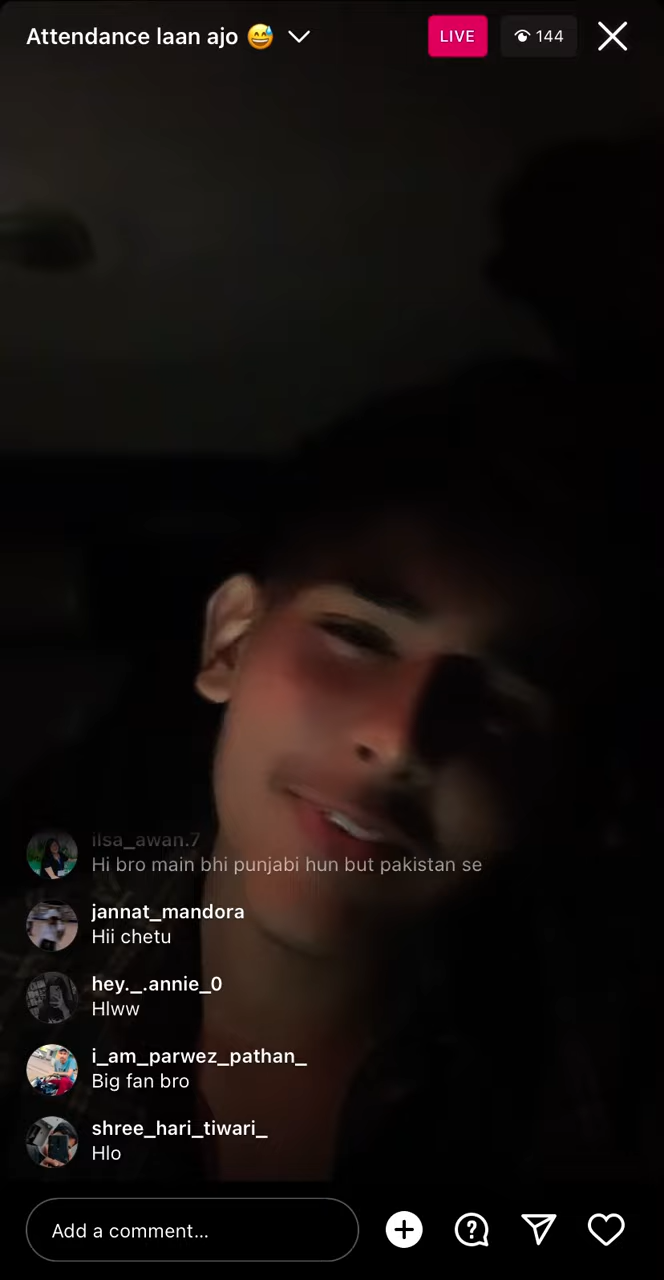 Attendance laan ajo 😅
LIVE
144
ilsa_awan.7
Hi bro main bhi punjabi hun but pakistan se
jannat_mandora
Hii chetu
hey._.annie_0
Hlww
i_am_parwez_pathan_
Big fan bro
shree_hari_tiwari_
Hlo
Add a comment...